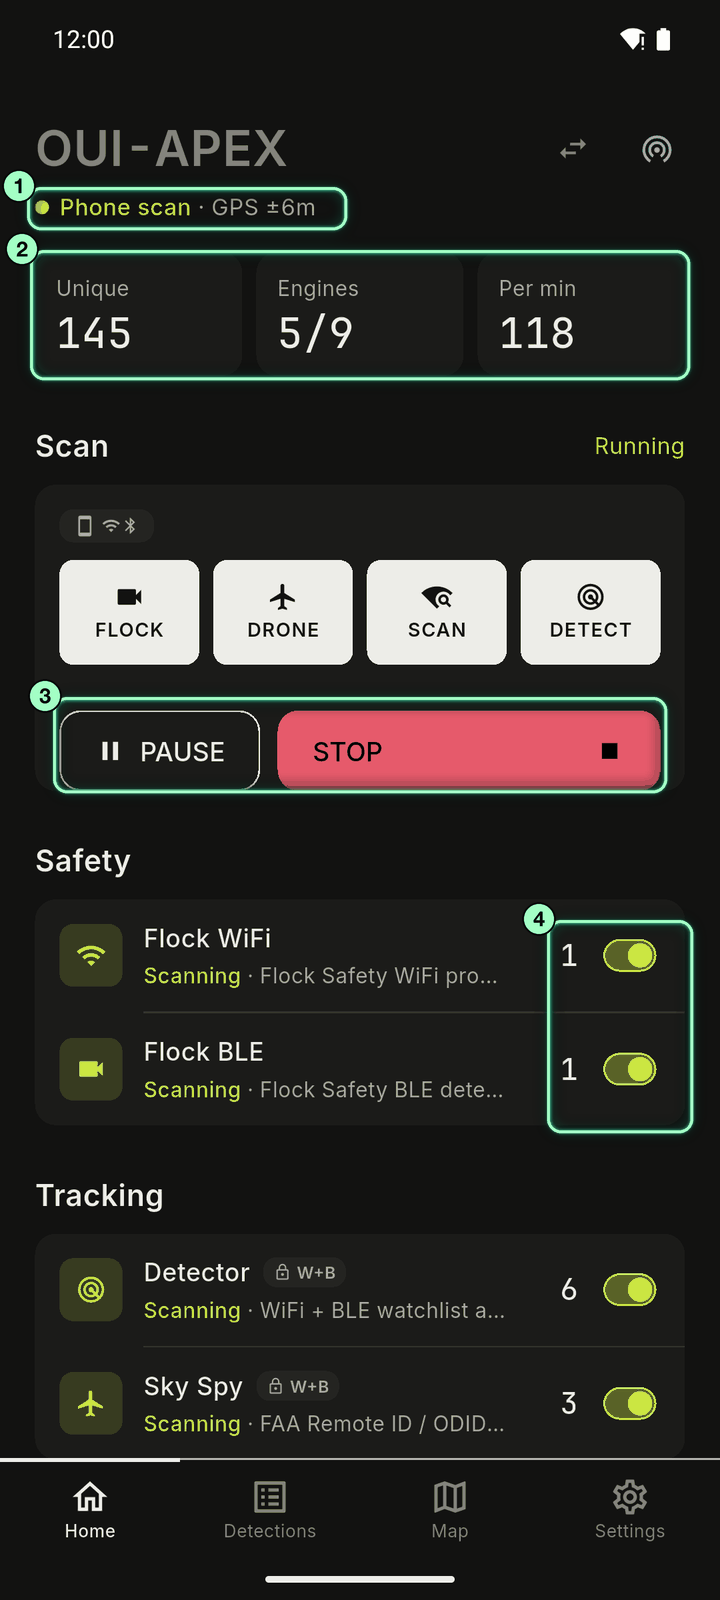 12:00
OUI-APEX
1
Phone scan · GPS ±6m
2
Unique Engines Per min
145 5/9 118
Scan Running
FLOCK DRONE SCAN DETECT
3
PAUSE STOP
Safety
4
Flock WiFi 1
Scanning · Flock Safety WiFi pro...
Flock BLE 1
Scanning · Flock Safety BLE dete...
Tracking
Detector W+B 6
Scanning · WiFi + BLE watchlist a...
Sky Spy W+B 3
Scanning · FAA Remote ID / ODID...
Home Detections Map Settings